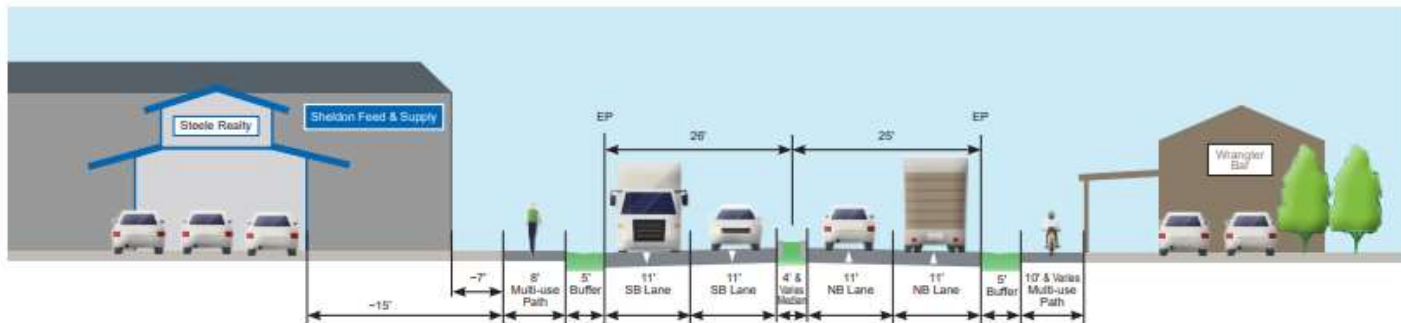 Steele Realty
Sheldon Feed & Supply
EP
EP
26'
25'
Wrangler
Bar
~15'
~7'
8'
Multi-use
Path
5'
Buffer
11'
SB Lane
11'
SB Lane
4' &
Varies
Median
11'
NB Lane
11'
NB Lane
5'
Buffer
10' & Varies
Multi-use
Path